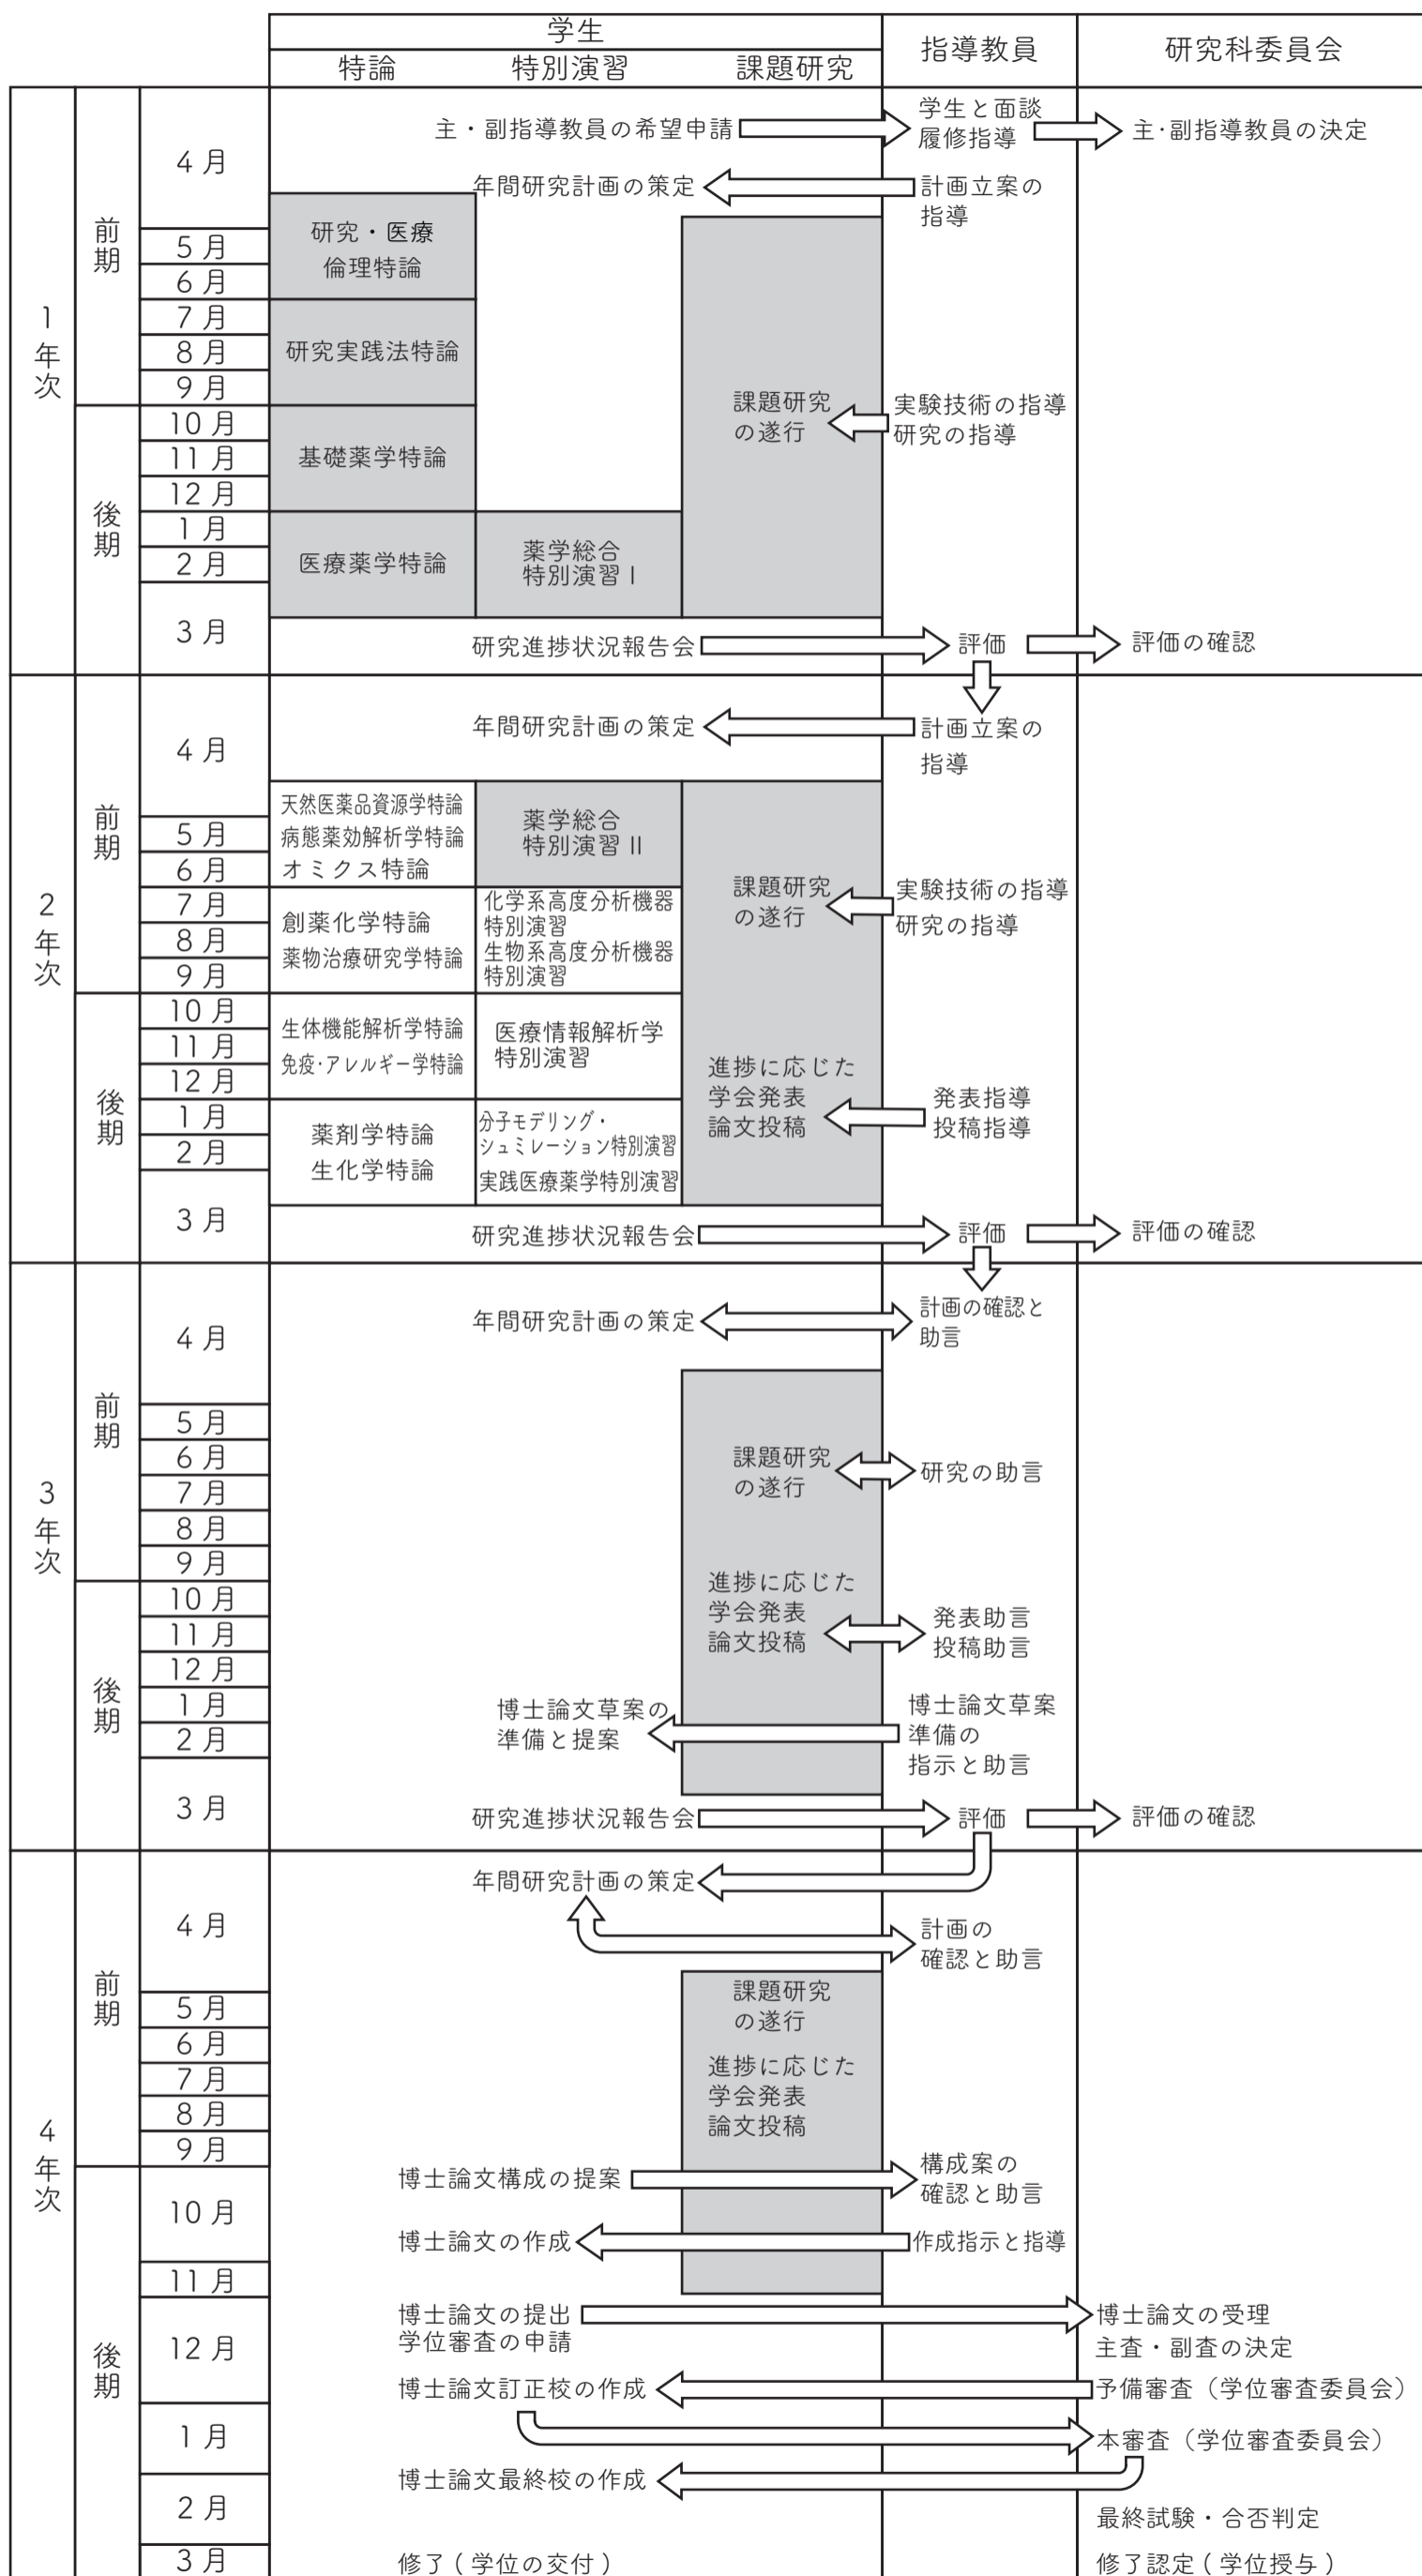 学生
指導教員
研究科委員会
特論
特別演習
課題研究
1年次
前期
4月
主・副指導教員の希望申請
学生と面談
履修指導
主・副指導教員の決定
年間研究計画の策定
計画立案の
指導
5月
6月
研究・医療
倫理特論
7月
8月
9月
研究実践法特論
課題研究
の遂行
実験技術の指導
研究の指導
後期
10月
11月
12月
基礎薬学特論
1月
2月
医療薬学特論
薬学総合
特別演習Ⅰ
3月
研究進捗状況報告会
評価
評価の確認
2年次
前期
4月
年間研究計画の策定
計画立案の
指導
5月
6月
天然医薬品資源学特論
病態薬効解析学特論
オミクス特論
薬学総合
特別演習Ⅱ
7月
8月
9月
創薬化学特論
薬物治療研究学特論
化学系高度分析機器
特別演習
生物系高度分析機器
特別演習
課題研究
の遂行
実験技術の指導
研究の指導
後期
10月
11月
12月
生体機能解析学特論
免疫・アレルギー学特論
医療情報解析学
特別演習
進捗に応じた
学会発表
論文投稿
発表指導
投稿指導
1月
2月
薬剤学特論
生化学特論
分子モデリング・
シュミレーション特別演習
実践医療薬学特別演習
3月
研究進捗状況報告会
評価
評価の確認
3年次
前期
4月
年間研究計画の策定
計画の確認と
助言
5月
6月
7月
8月
9月
課題研究
の遂行
研究の助言
後期
10月
11月
12月
進捗に応じた
学会発表
論文投稿
発表助言
投稿助言
1月
2月
博士論文草案の
準備と提案
博士論文草案
準備の
指示と助言
3月
研究進捗状況報告会
評価
評価の確認
4年次
前期
4月
年間研究計画の策定
計画の
確認と助言
5月
6月
7月
8月
9月
課題研究
の遂行
進捗に応じた
学会発表
論文投稿
後期
10月
博士論文構成の提案
構成案の
確認と助言
博士論文の作成
作成指示と指導
11月
12月
博士論文の提出
学位審査の申請
博士論文の受理
主査・副査の決定
博士論文訂正校の作成
予備審査（学位審査委員会）
1月
本審査（学位審査委員会）
博士論文最終校の作成
2月
最終試験・合否判定
3月
修了(学位の交付)
修了認定(学位授与)